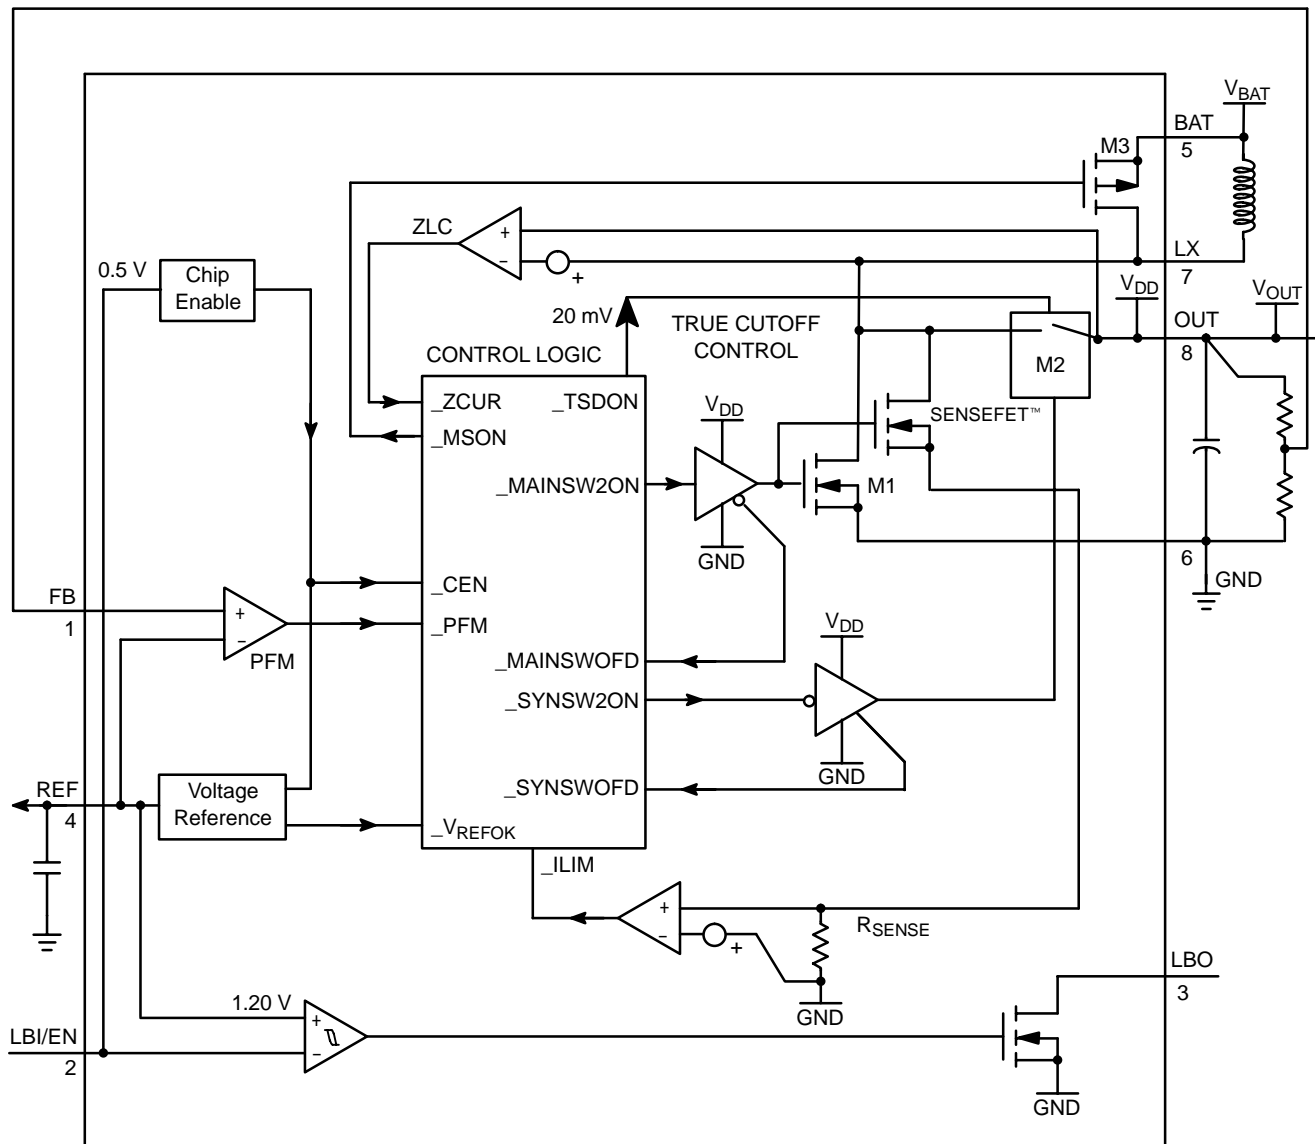 V_BAT
BAT
5
M3
ZLC
+
−
+
LX
7
0.5 V
Chip
Enable
V_DD
V_OUT
20 mV
TRUE CUTOFF
CONTROL
OUT
8
CONTROL LOGIC
M2
_ZCUR
_TSDON
V_DD
SENSEFET™
_MSON
_MAINSW2ON
M1
GND
6
GND
_CEN
FB
1
+
−
PFM
_PFM
V_DD
_MAINSWOFD
_SYNSW2ON
GND
REF
4
Voltage
Reference
_SYNSWOFD
_V_REFOK
_ILIM
+
−
+
R_SENSE
LBO
3
1.20 V
GND
LBI/EN
2
+
−
GND